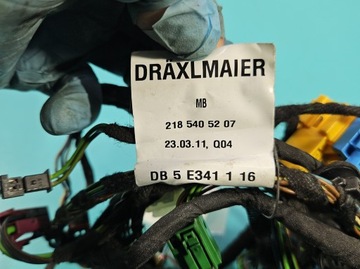 DRÄXLMAIER
MB
218 540 52 07
23.03.11, Q04
DB 5 E341 1 16